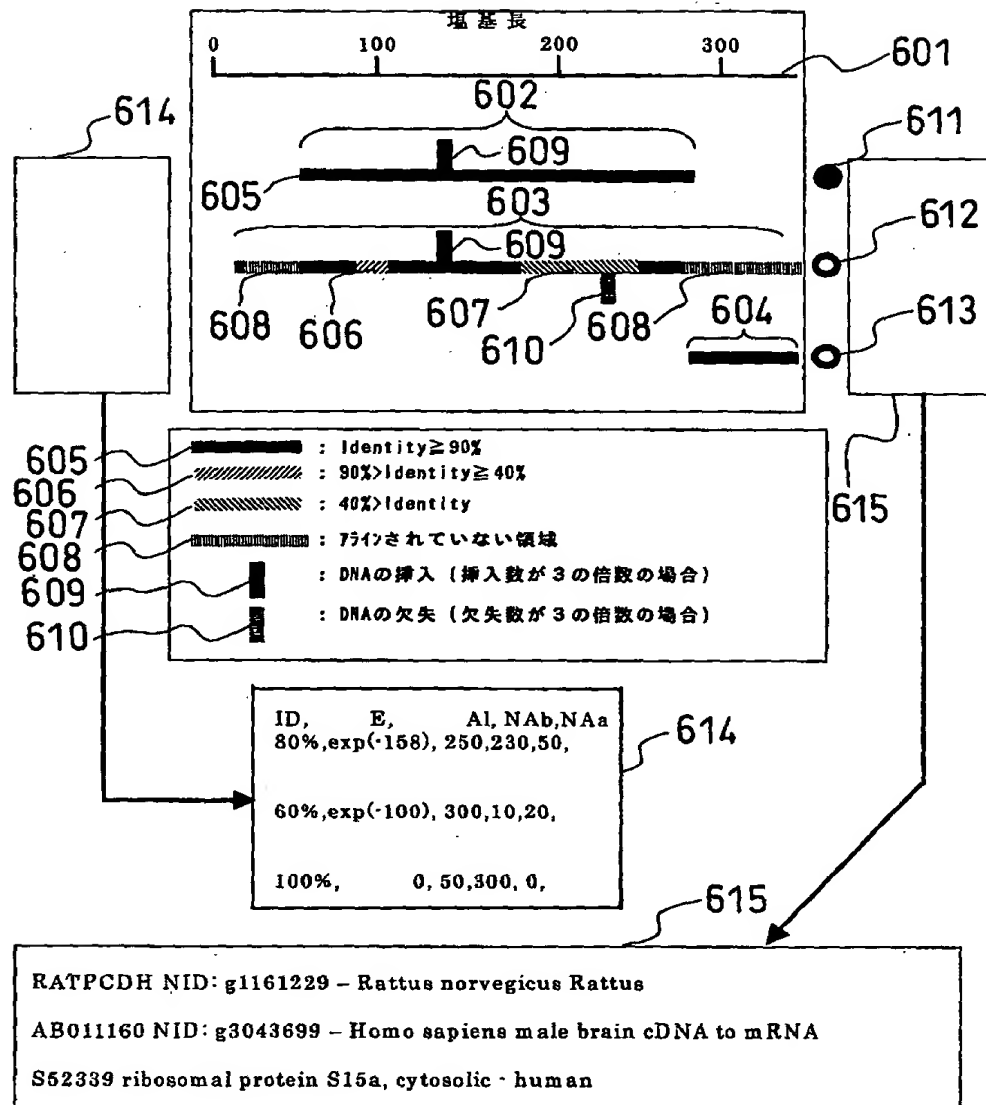 塩基長
0 100 200 300
601
602
614
611
609
605
603
612
609
608 606 607 610 608 604 613
605 : Identity≧90%
606 : 90%>Identity≧40%
607 : 40%>Identity
608 : アラインされていない領域
609 : DNAの挿入 (挿入数が3の倍数の場合)
610 : DNAの欠失 (欠失数が3の倍数の場合)
615
ID, E, Al, NAb,NAa
80%,exp(-158), 250,230,50,
60%,exp(-100), 300,10,20,
100%, 0, 50,300, 0,
614
615
RATPCDH NID: g1161229 – Rattus norvegicus Rattus
AB011160 NID: g3043699 – Homo sapiens male brain cDNA to mRNA
S52339 ribosomal protein S15a, cytosolic - human